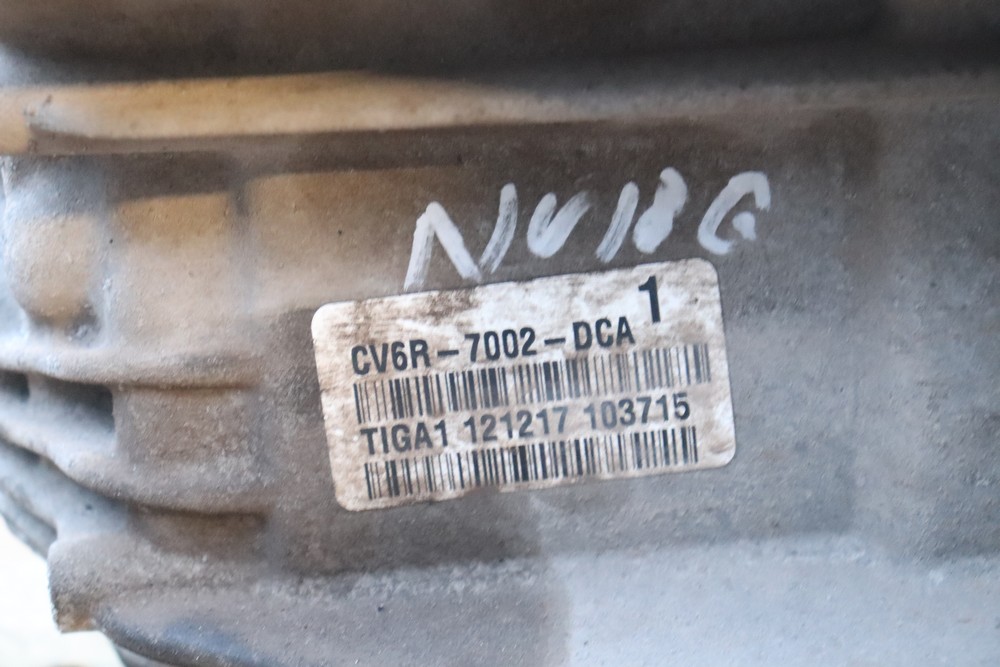 NV18G
1
CV6R-7002-DCA
TIGA1 121217 103715